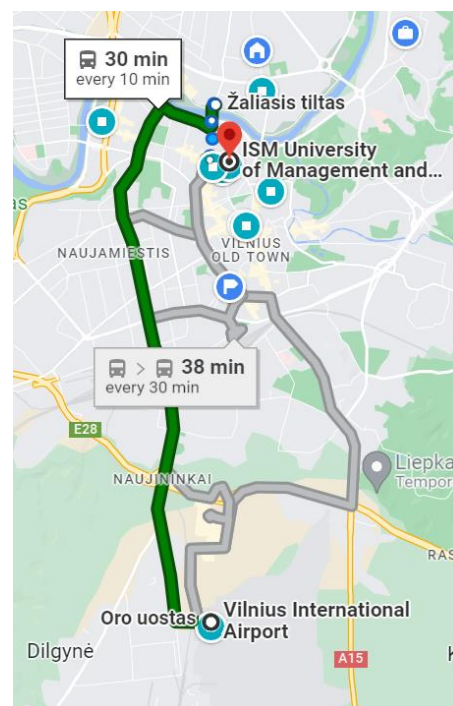 30 min
every 10 min
Žaliasis tiltas
ISM University
of Management and...
as
NAUJAMIESTIS
VILNIUS
OLD TOWN
> 38 min
every 30 min
E28
Liepka
Tempor
NAUJININKAI
RAS
Oro uostas
Vilnius International
Airport
Dilgynė
A15
K